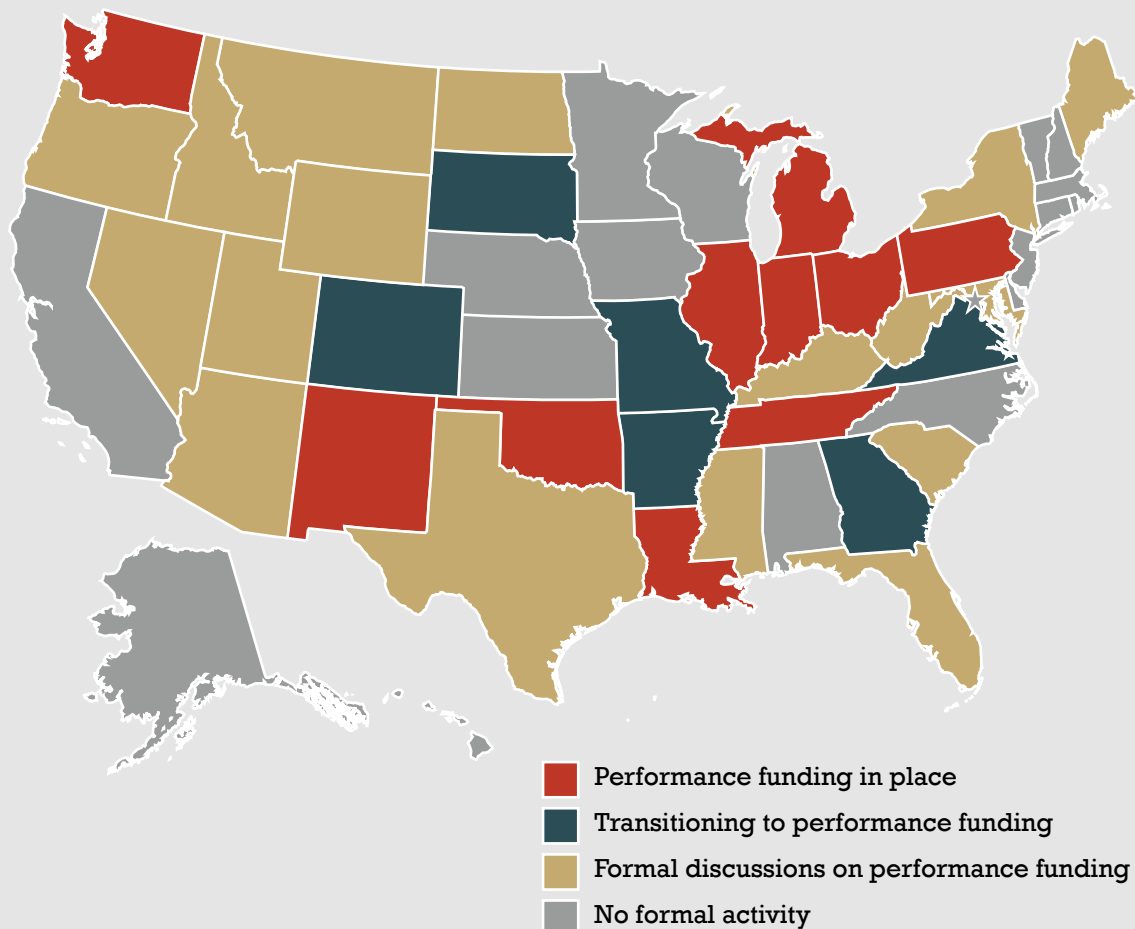 Performance funding in place
Transitioning to performance funding
Formal discussions on performance funding
No formal activity